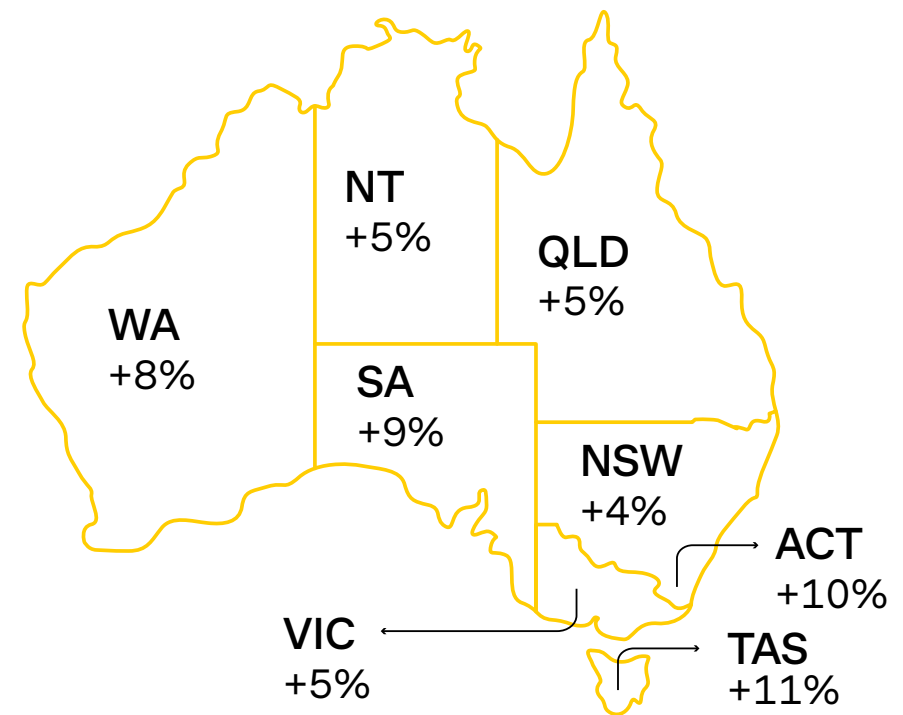 NT
+5%
QLD
+5%
WA
+8%
SA
+9%
NSW
+4%
ACT
+10%
VIC
+5%
TAS
+11%